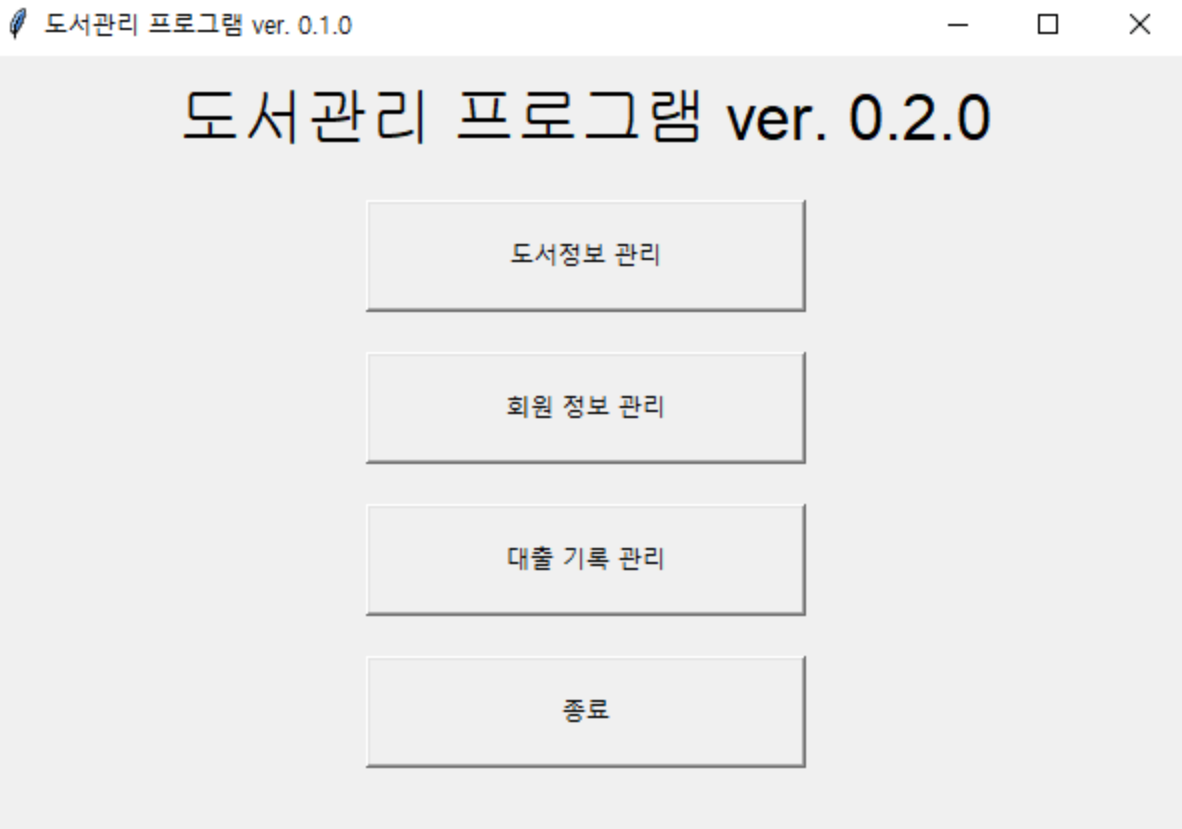 도서관리 프로그램 ver. 0.1.0
도서관리 프로그램 ver. 0.2.0
도서정보 관리
회원 정보 관리
대출 기록 관리
종료